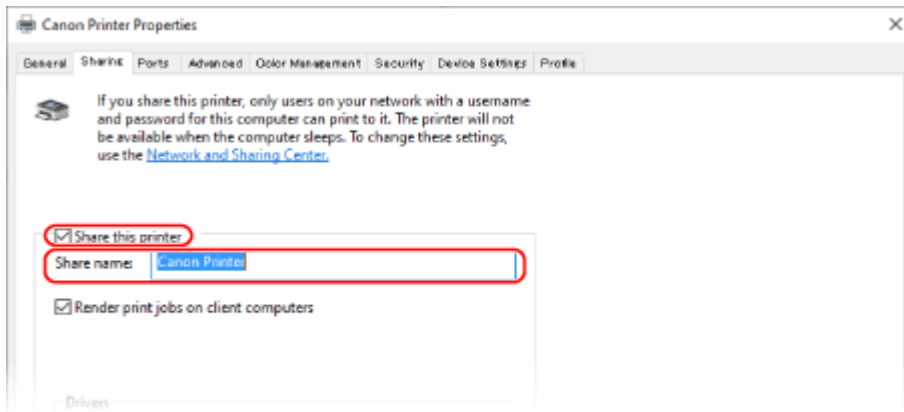 Canon Printer Properties
General Sharing Ports Advanced Color Management Security Device Settings Profile
If you share this printer, only users on your network with a username
and password for this computer can print to it. The printer will not
be available when the computer sleeps. To change these settings,
use the Network and Sharing Center.
Share this printer
Share name: Canon Printer
Render print jobs on client computers
Drivers